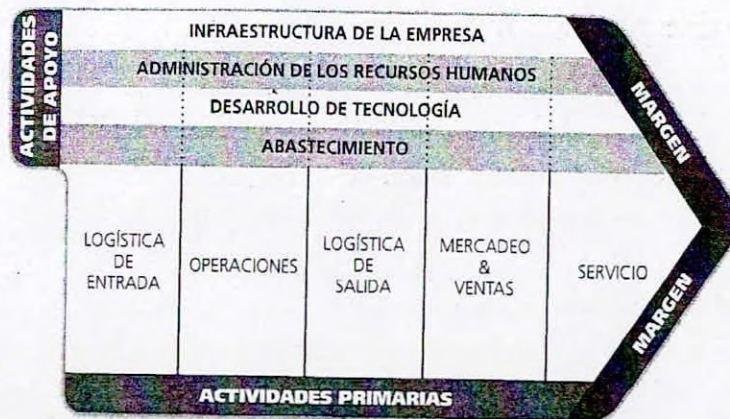 ACTIVIDADES
DE APOYO
INFRAESTRUCTURA DE LA EMPRESA
ADMINISTRACIÓN DE LOS RECURSOS HUMANOS
DESARROLLO DE TECNOLOGÍA
ABASTECIMIENTO
MARGEN
LOGÍSTICA
DE
ENTRADA
OPERACIONES
LOGÍSTICA
DE
SALIDA
MERCADEO
&
VENTAS
SERVICIO
MARGEN
ACTIVIDADES PRIMARIAS